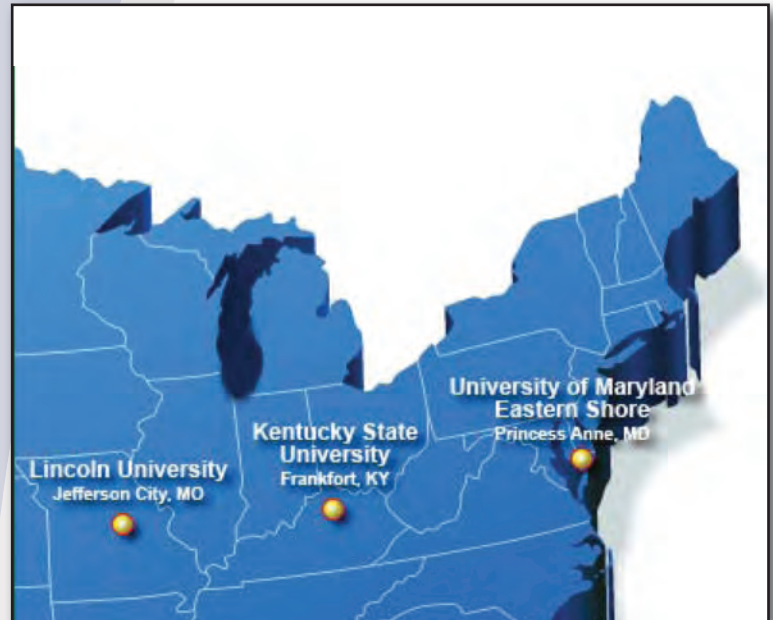 University of Maryland
Eastern Shore
Princess Anne, MD
Kentucky State
University
Frankfort, KY
Lincoln University
Jefferson City, MO